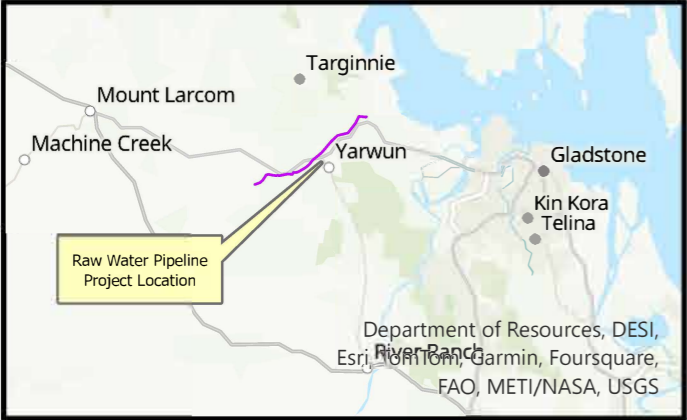 Targinnie
Mount Larcom
Machine Creek
Yarwun
Gladstone
Kin Kora
Telina
Raw Water Pipeline
Project Location
River Ranch
Department of Resources, DESI,
Esri, TomTom, Garmin, Foursquare,
FAO, METI/NASA, USGS